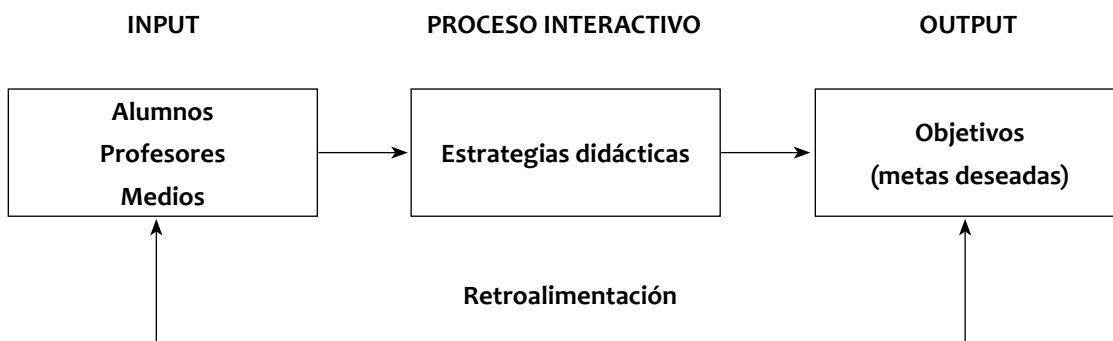 INPUT
PROCESO INTERACTIVO
OUTPUT
Alumnos
Profesores
Medios
Estrategias didácticas
Objetivos
(metas deseadas)
Retroalimentación